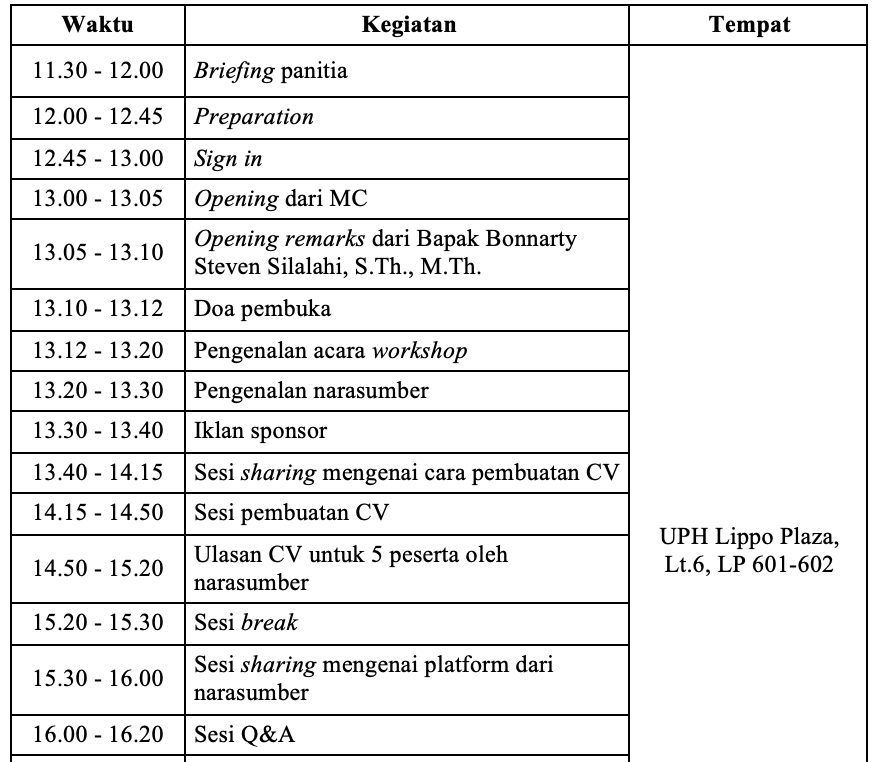 Waktu Kegiatan Tempat
11.30 - 12.00 Briefing panitia
12.00 - 12.45 Preparation
12.45 - 13.00 Sign in
13.00 - 13.05 Opening dari MC
13.05 - 13.10 Opening remarks dari Bapak Bonnarty
Steven Silalahi, S.Th., M.Th.
13.10 - 13.12 Doa pembuka
13.12 - 13.20 Pengenalan acara workshop
13.20 - 13.30 Pengenalan narasumber
13.30 - 13.40 Iklan sponsor
13.40 - 14.15 Sesi sharing mengenai cara pembuatan CV
14.15 - 14.50 Sesi pembuatan CV
14.50 - 15.20 Ulasan CV untuk 5 peserta oleh
narasumber
15.20 - 15.30 Sesi break
15.30 - 16.00 Sesi sharing mengenai platform dari
narasumber
16.00 - 16.20 Sesi Q&A
UPH Lippo Plaza,
Lt.6, LP 601-602